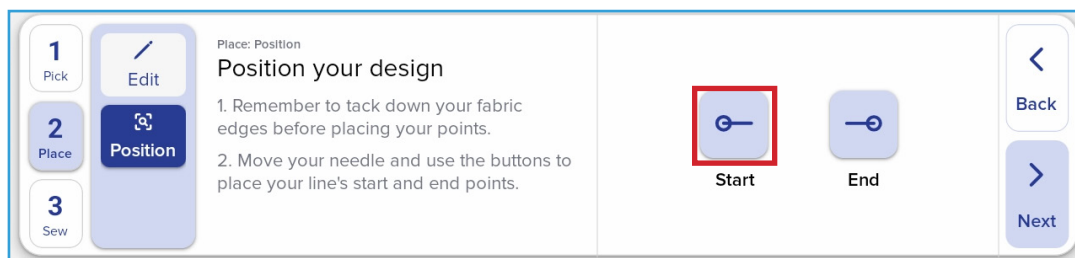 1
Pick
2
Place
3
Sew
Edit
Position
Place: Position
Position your design
1. Remember to tack down your fabric
edges before placing your points.
2. Move your needle and use the buttons to
place your line's start and end points.
Start
End
Back
Next